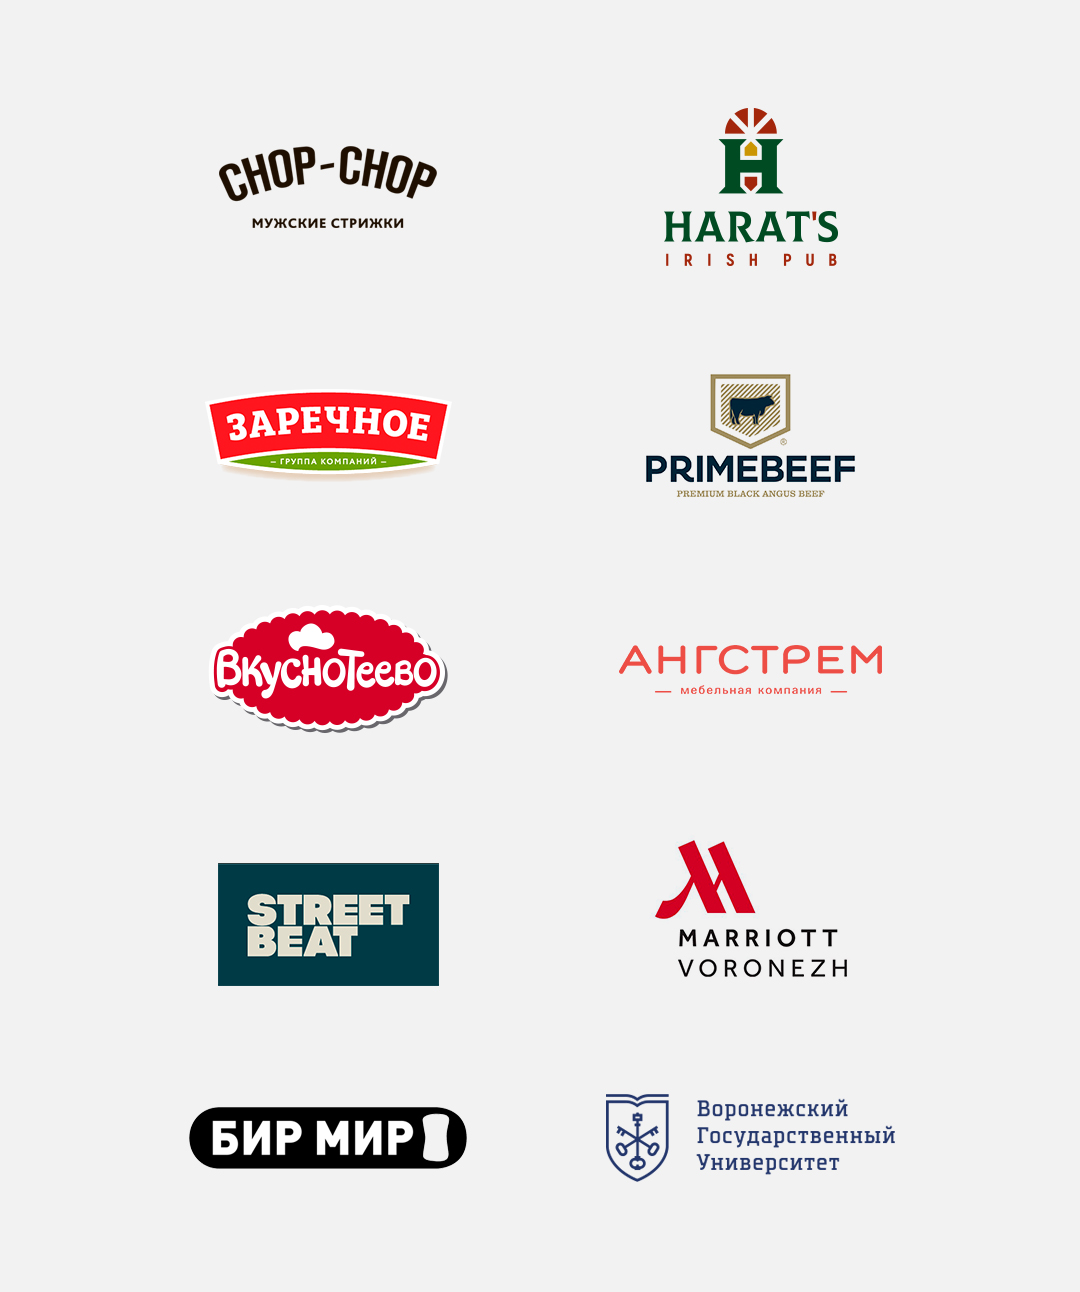 CHOP-CHOP
МУЖСКИЕ СТРИЖКИ
HARAT'S
IRISH PUB
ЗАРЕЧНОЕ
– ГРУППА КОМПАНИЙ –
®
PRIMEBEEF
PREMIUM BLACK ANGUS BEEF
ВкусноТеево
АНГСТРЕМ
— мебельная компания —
STREET
BEAT
MARRIOTT
VORONEZH
БИР МИР
Воронежский
Государственный
Университет